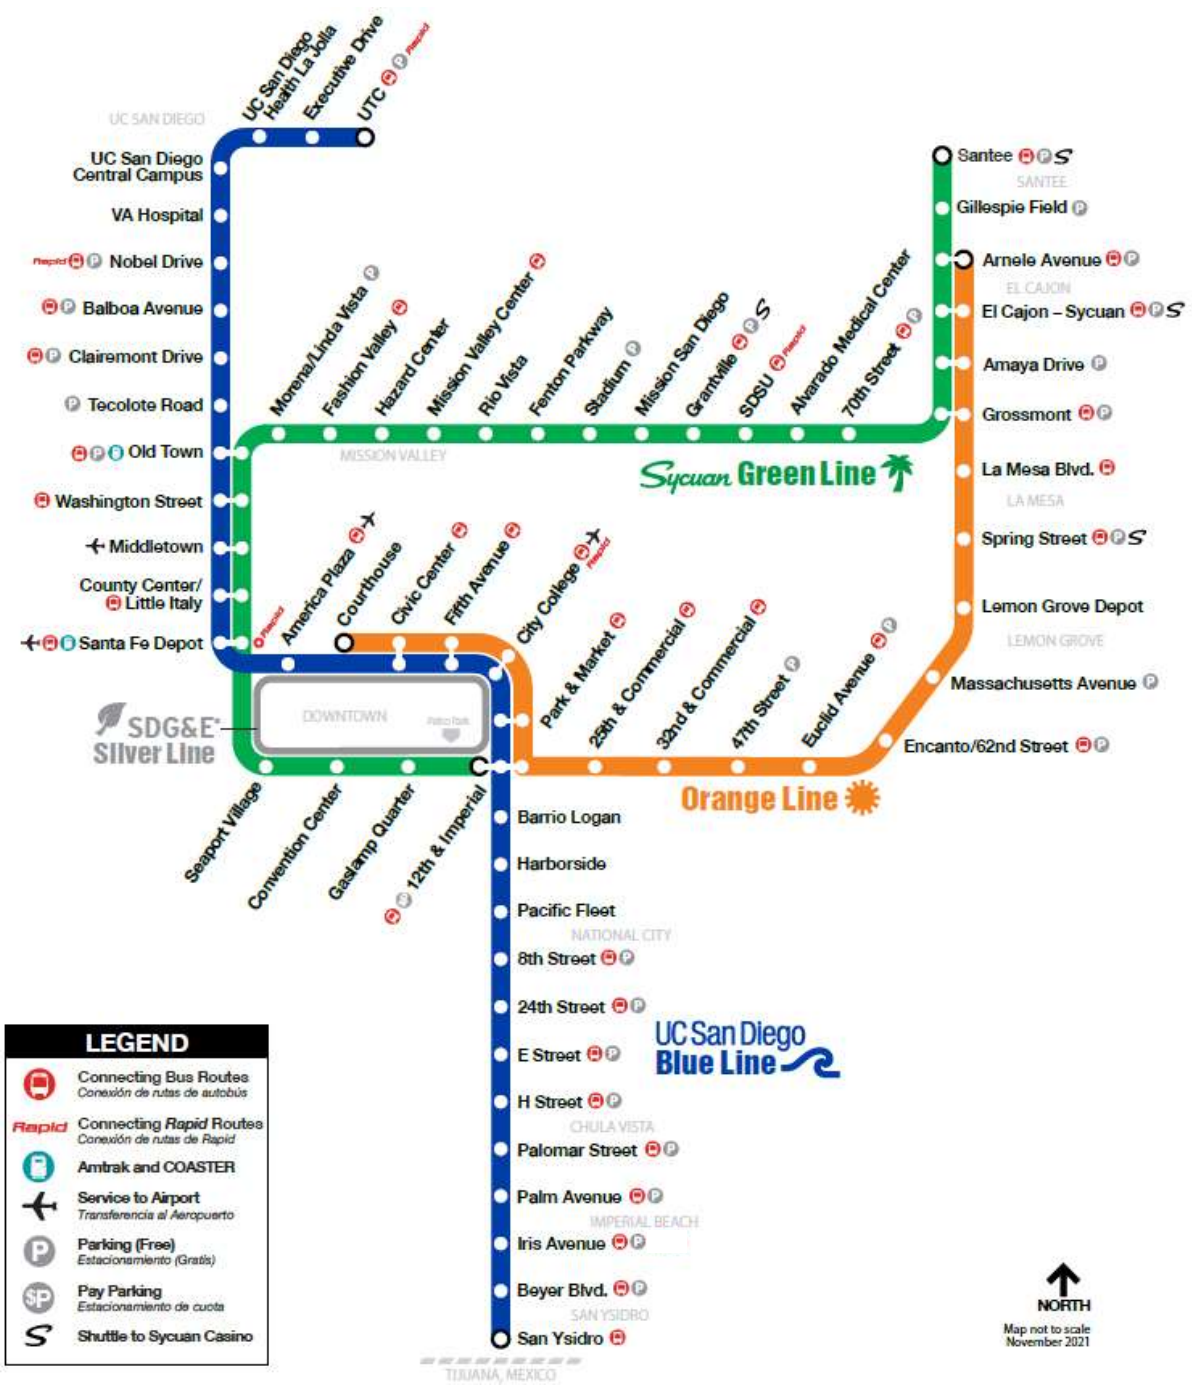 UC San Diego
Health La Jolla
Executive Drive
UTC
Rapid
UC SAN DIEGO
UC San Diego
Central Campus
VA Hospital
Rapid Nobel Drive
Balboa Avenue
Clairemont Drive
Tecolote Road
Old Town
Washington Street
Middletown
County Center/
Little Italy
Santa Fe Depot
Rapid
Morena/Linda Vista
Fashion Valley
Hazard Center
Mission Valley Center
Rio Vista
Fenton Parkway
Stadium
Mission San Diego
Grantville
SDSU Rapid
Alvarado Medical Center
70th Street
MISSION VALLEY
Sycuan Green Line
Santee
SANTEE
Gillespie Field
Arnele Avenue
EL CAJON
El Cajon – Sycuan
Amaya Drive
Grossmont
La Mesa Blvd.
LA MESA
Spring Street
Lemon Grove Depot
LEMON GROVE
Massachusetts Avenue
Encanto/62nd Street
America Plaza
Courthouse
Civic Center
Fifth Avenue
City College
Rapid
Park & Market
25th & Commercial
32nd & Commercial
47th Street
Euclid Avenue
Orange Line
DOWNTOWN
Petco Park
SDG&E®
Silver Line
Seaport Village
Convention Center
Gaslamp Quarter
12th & Imperial
Barrio Logan
Harborside
Pacific Fleet
NATIONAL CITY
8th Street
24th Street
E Street
H Street
CHULA VISTA
Palomar Street
Palm Avenue
IMPERIAL BEACH
Iris Avenue
Beyer Blvd.
SAN YSIDRO
San Ysidro
TIJUANA, MEXICO
UC San Diego
Blue Line
LEGEND
Connecting Bus Routes
Conexión de rutas de autobús
Rapid Connecting Rapid Routes
Conexión de rutas de Rapid
Amtrak and COASTER
Service to Airport
Transferencia al Aeropuerto
P Parking (Free)
Estacionamiento (Gratis)
$P Pay Parking
Estacionamiento de cuota
S Shuttle to Sycuan Casino
NORTH
Map not to scale
November 2021